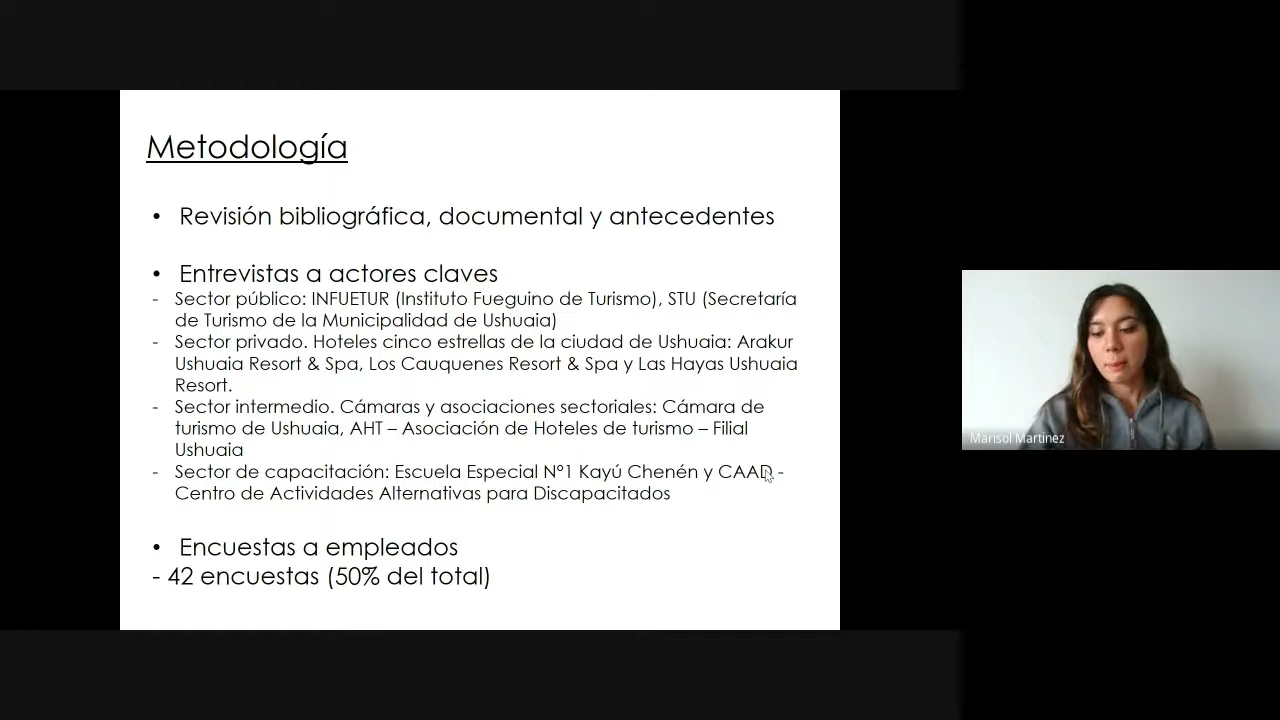 Metodología
• Revisión bibliográfica, documental y antecedentes
• Entrevistas a actores claves
- Sector público: INFUETUR (Instituto Fueguino de Turismo), STU (Secretaría
de Turismo de la Municipalidad de Ushuaia)
- Sector privado. Hoteles cinco estrellas de la ciudad de Ushuaia: Arakur
Ushuaia Resort & Spa, Los Cauquenes Resort & Spa y Las Hayas Ushuaia
Resort.
- Sector intermedio. Cámaras y asociaciones sectoriales: Cámara de
turismo de Ushuaia, AHT – Asociación de Hoteles de turismo – Filial
Ushuaia
- Sector de capacitación: Escuela Especial N°1 Kayú Chenén y CAAD -
Centro de Actividades Alternativas para Discapacitados
• Encuestas a empleados
- 42 encuestas (50% del total)
Marisol Martinez